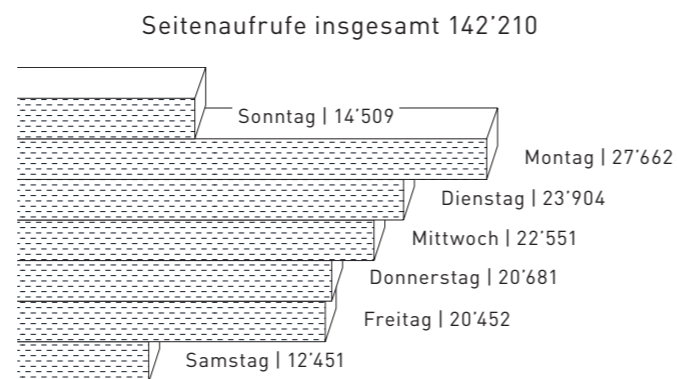 Seitenaufrufe insgesamt 142’210
Sonntag | 14’509
Montag | 27’662
Dienstag | 23’904
Mittwoch | 22’551
Donnerstag | 20’681
Freitag | 20’452
Samstag | 12’451